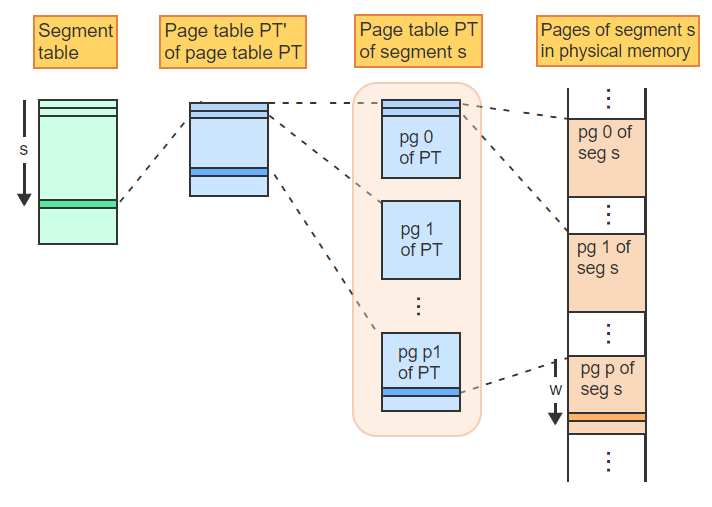 Segment
table
Page table PT'
of page table PT
Page table PT
of segment s
Pages of segment s
in physical memory
s
pg 0
of PT
pg 1
of PT
⋮
pg p1
of PT
⋮
pg 0 of
seg s
⋮
pg 1 of
seg s
⋮
pg p of
seg s
w
⋮